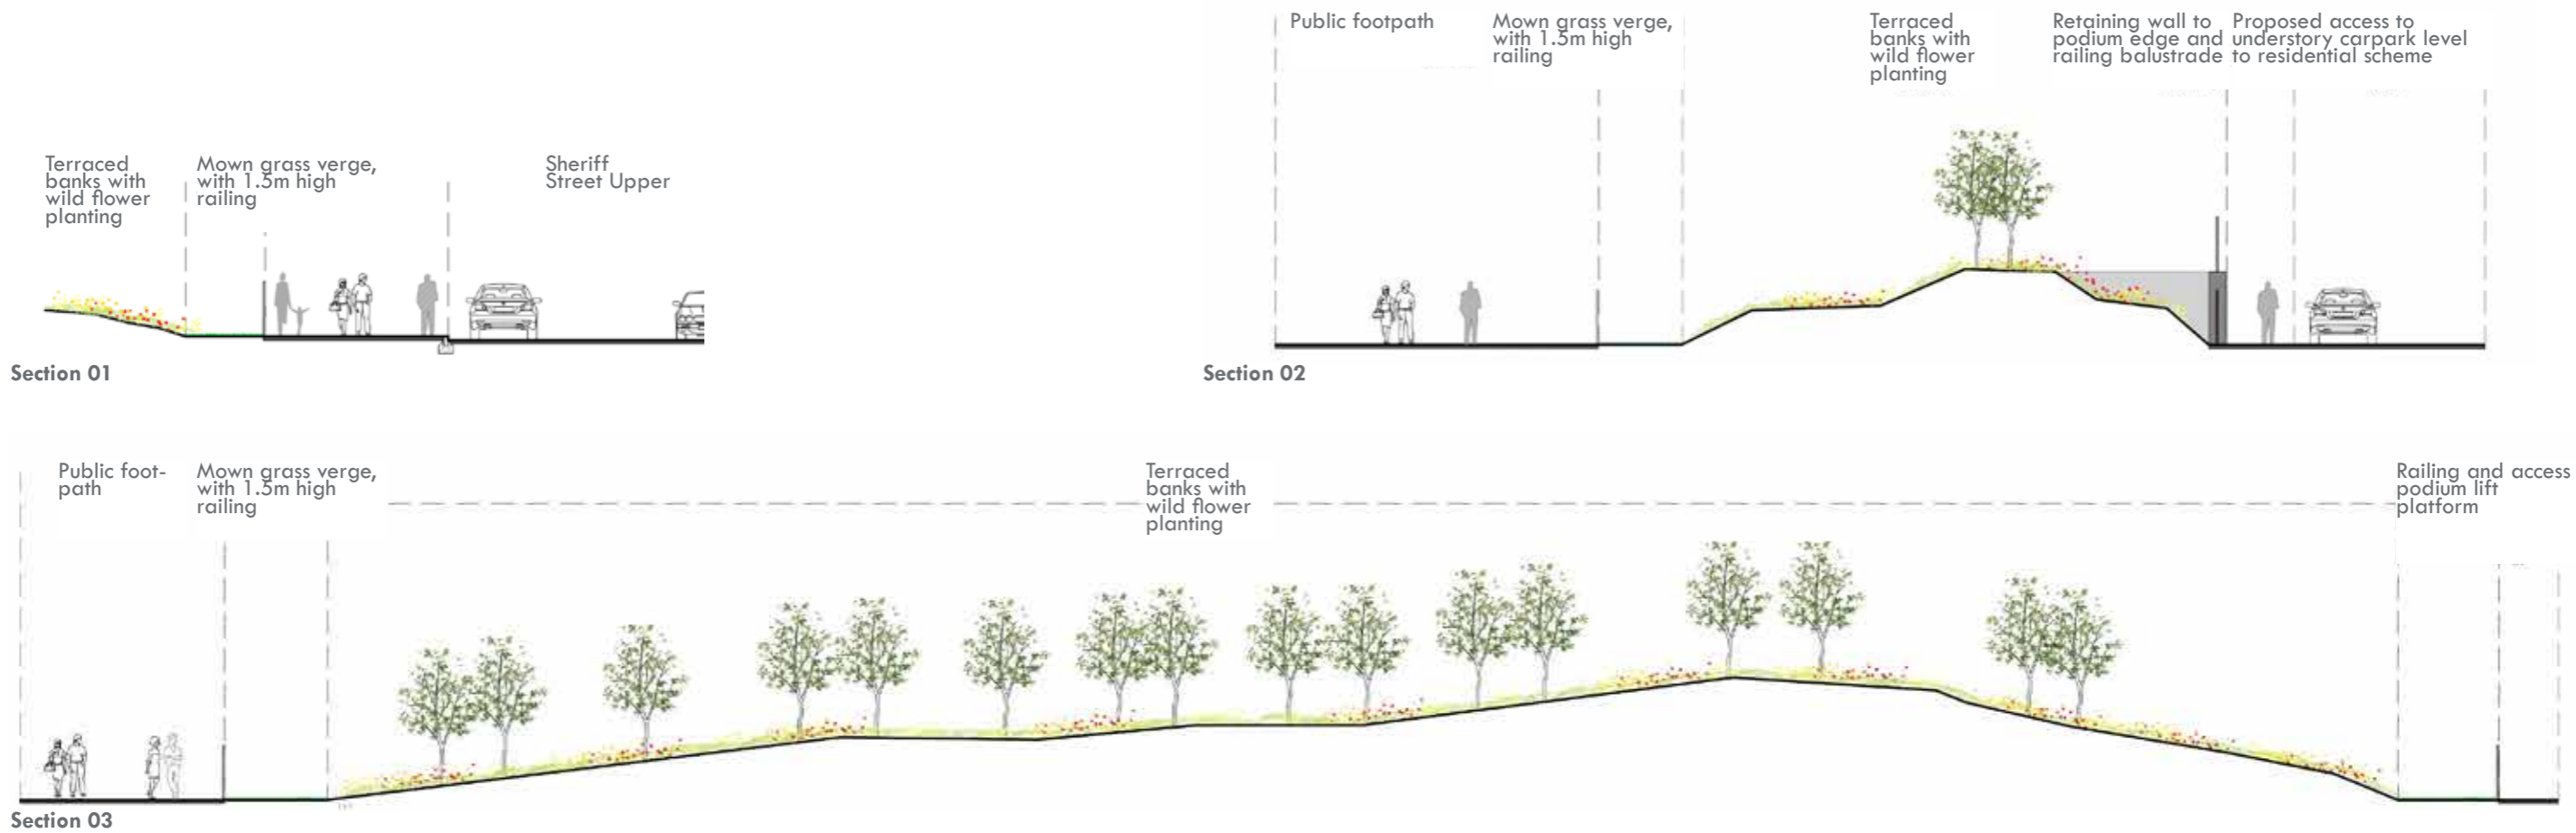 Terraced
banks with
wild flower
planting
Mown grass verge,
with 1.5m high
railing
Sheriff
Street Upper
Section 01
Public footpath
Mown grass verge,
with 1.5m high
railing
Terraced
banks with
wild flower
planting
Retaining wall to
podium edge and
railing balustrade
Proposed access to
understory carpark level
to residential scheme
Section 02
Public foot-
path
Mown grass verge,
with 1.5m high
railing
Terraced
banks with
wild flower
planting
Railing and access
podium lift
platform
Section 03